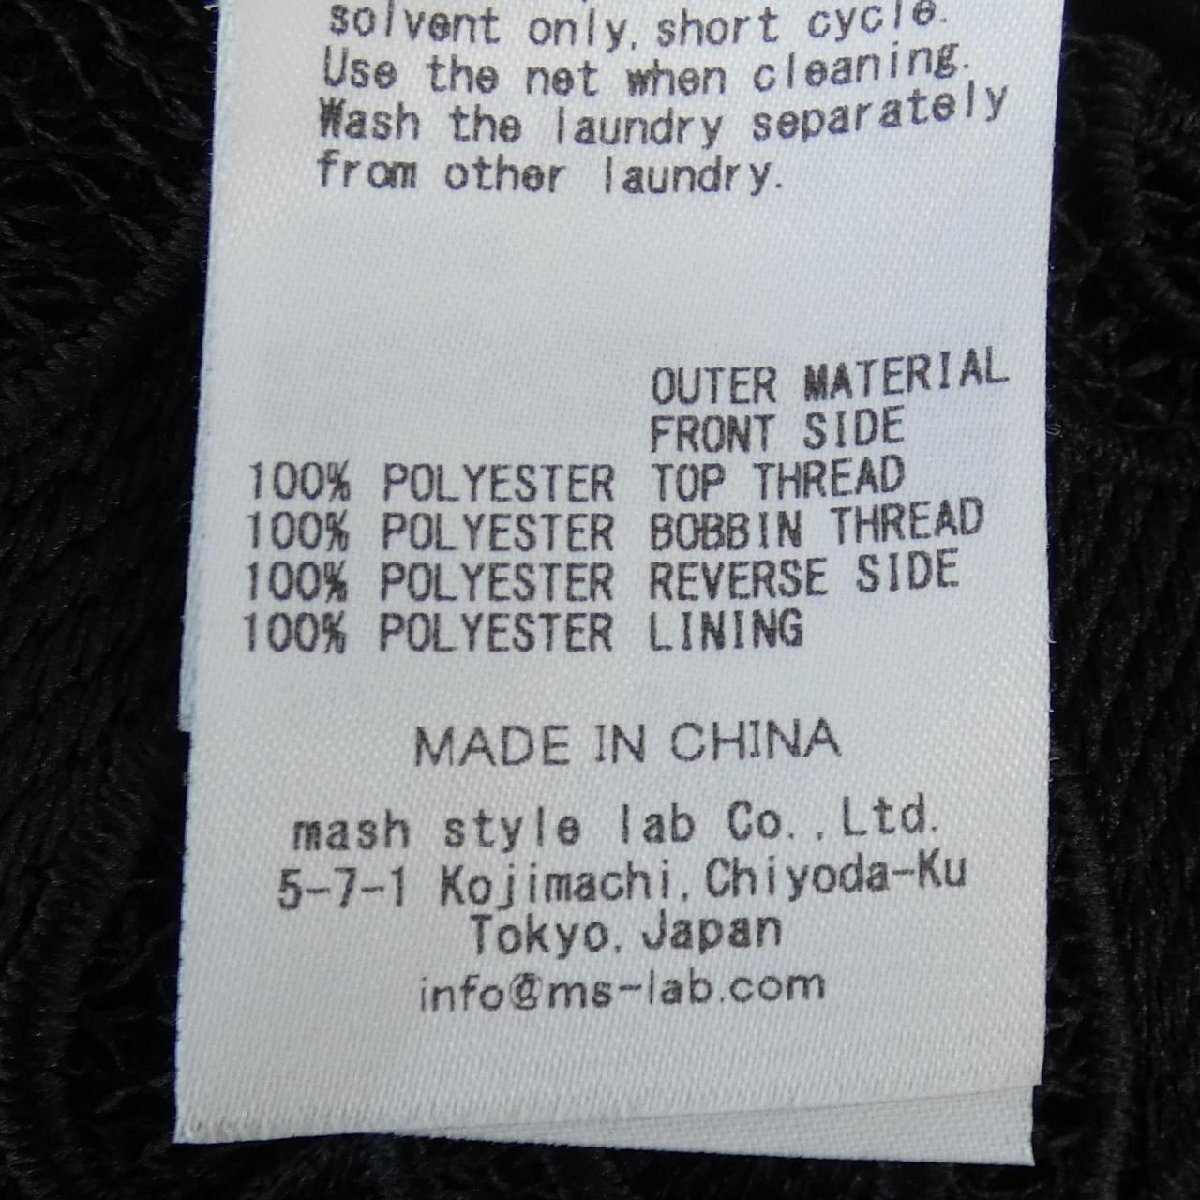 solvent only, short cycle.
Use the net when cleaning.
Wash the laundry separately
from other laundry.
OUTER MATERIAL
FRONT SIDE
100% POLYESTER TOP THREAD
100% POLYESTER BOBBIN THREAD
100% POLYESTER REVERSE SIDE
100% POLYESTER LINING
MADE IN CHINA
mash style lab Co.,Ltd.
5-7-1 Kojimachi,Chiyoda-Ku
Tokyo,Japan
info@ms-lab.com